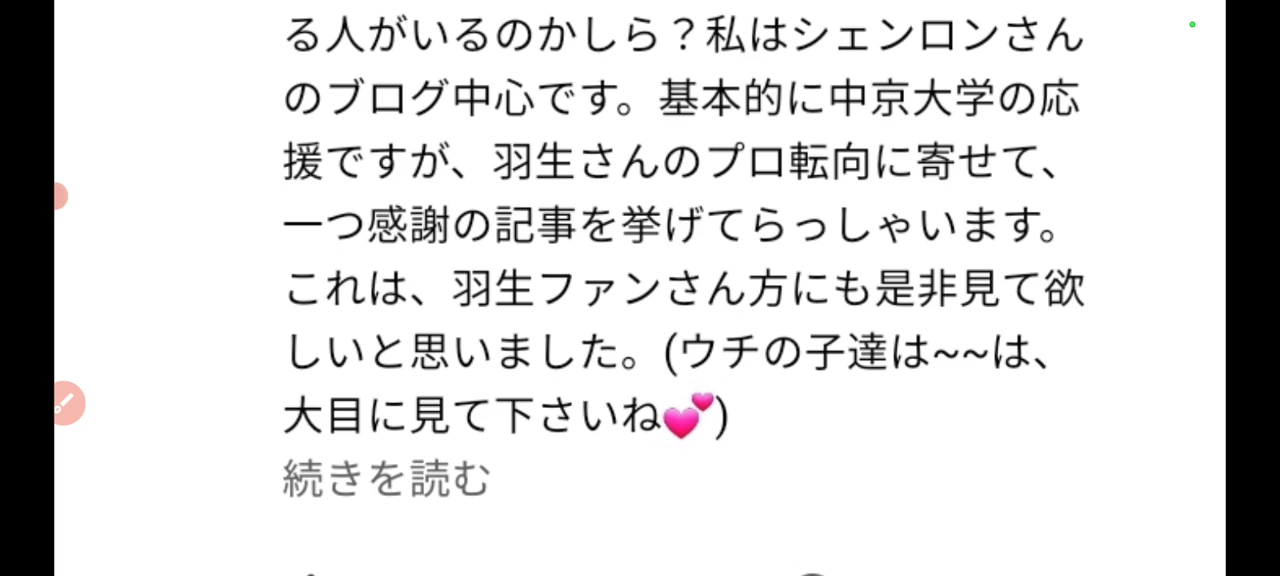 る人がいるのかしら？私はシェンロンさん
のブログ中心です。基本的に中京大学の応
援ですが、羽生さんのプロ転向に寄せて、
一つ感謝の記事を挙げてらっしゃいます。
これは、羽生ファンさん方にも是非見て欲
しいと思いました。(ウチの子達は~~は、
大目に見て下さいね💕)
続きを読む